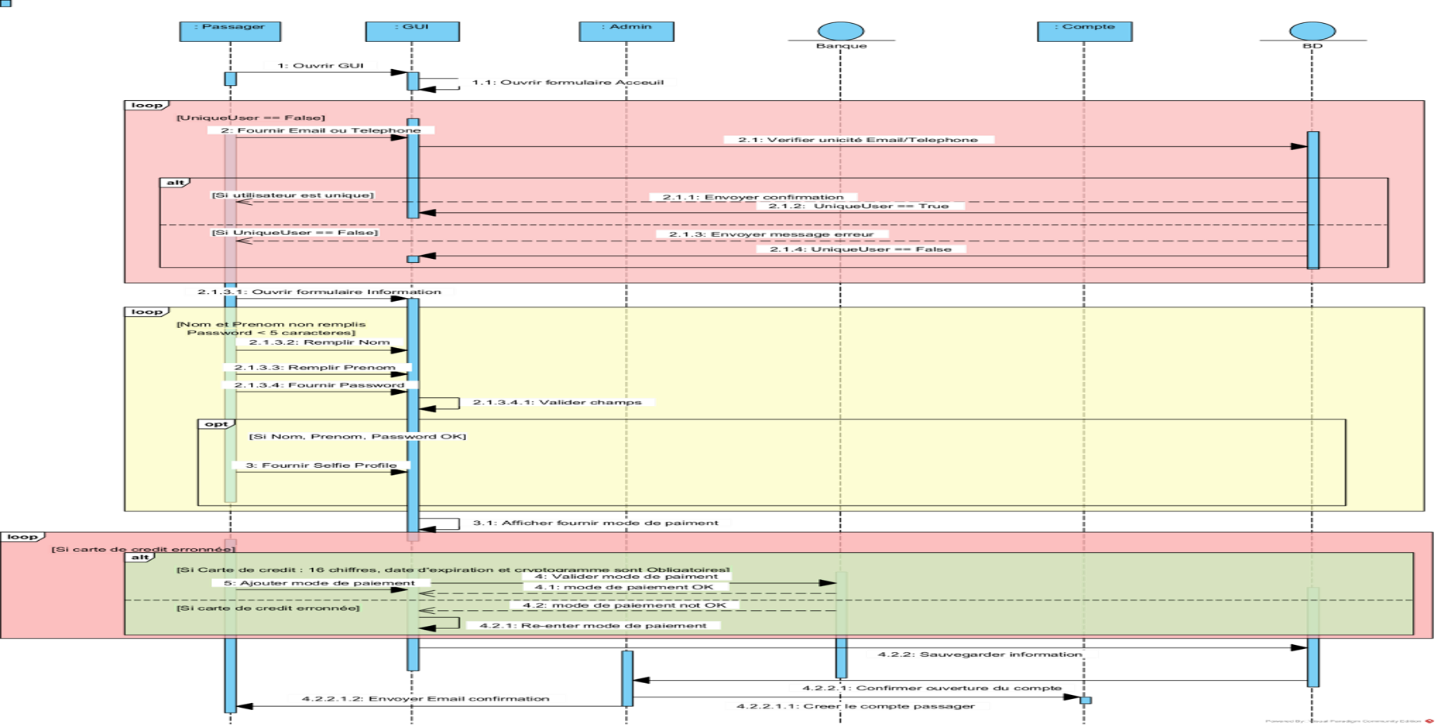 : Passager
: GUI
: Admin
Banque
: Compte
BD
1: Ouvrir GUI
1.1: Ouvrir formulaire Acceuil
loop
[UniqueUser == False]
2: Fournir Email ou Telephone
2.1: Verifier unicité Email/Telephone
alt
[Si utilisateur est unique]
2.1.1: Envoyer confirmation
2.1.2: UniqueUser == True
[Si UniqueUser == False]
2.1.3: Envoyer message erreur
2.1.4: UniqueUser == False
2.1.3.1: Ouvrir formulaire Information
loop
[Nom et Prenom non remplis
Password < 5 caracteres]
2.1.3.2: Remplir Nom
2.1.3.3: Remplir Prenom
2.1.3.4: Fournir Password
2.1.3.4.1: Valider champs
opt
[Si Nom, Prenom, Password OK]
3: Fournir Selfie Profile
3.1: Afficher fournir mode de paiment
loop
[Si carte de credit erronnée]
alt
[Si Carte de credit : 16 chiffres, date d'expiration et cryptogramme sont Obligatoires]
4: Valider mode de paiment
5: Ajouter mode de paiement
4.1: mode de paiement OK
4.2: mode de paiement not OK
[Si carte de credit erronnée]
4.2.1: Re-enter mode de paiement
4.2.2: Sauvegarder information
4.2.2.1: Confirmer ouverture du compte
4.2.2.1.2: Envoyer Email confirmation
4.2.2.1.1: Creer le compte passager
Powered By: Visual Paradigm Community Edition